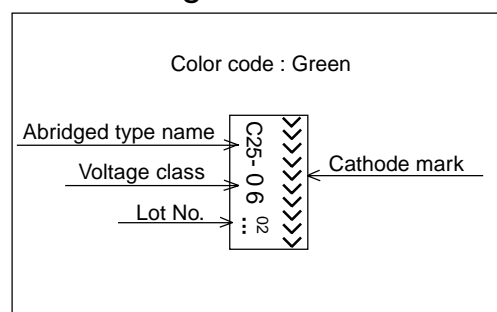 Color code : Green
Abridged type name
Voltage class
Lot No.
Cathode mark
C25-06
... 02